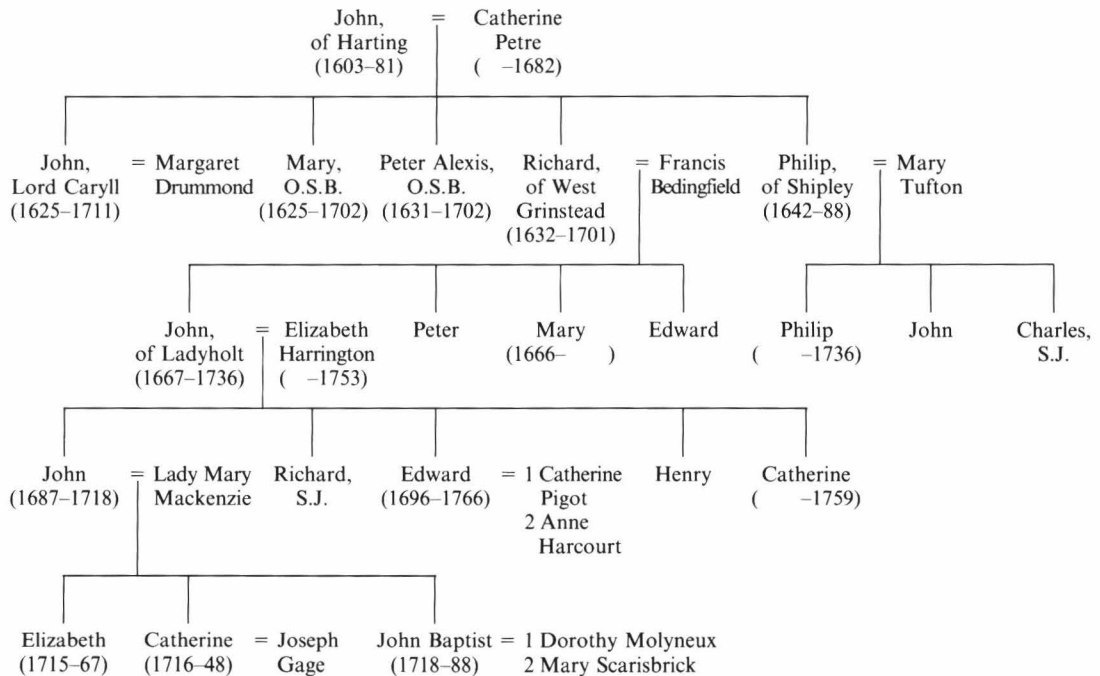 John, = Catherine
of Harting Petre
(1603–81) ( –1682)
John, = Margaret Mary, Peter Alexis, Richard, = Francis Philip, = Mary
Lord Caryll Drummond O.S.B. O.S.B. of West Bedingfield of Shipley Tufton
(1625–1711) (1625–1702) (1631–1702) Grinstead (1642–88)
(1632–1701)
John, = Elizabeth Peter Mary Edward Philip John Charles,
of Ladyholt Harrington (1666– ) ( –1736) S.J.
(1667–1736) ( –1753)
John = Lady Mary Richard, Edward = 1 Catherine Henry Catherine
(1687–1718) Mackenzie S.J. (1696–1766) Pigot ( –1759)
2 Anne
Harcourt
Elizabeth Catherine = Joseph John Baptist = 1 Dorothy Molyneux
(1715–67) (1716–48) Gage (1718–88) 2 Mary Scarisbrick